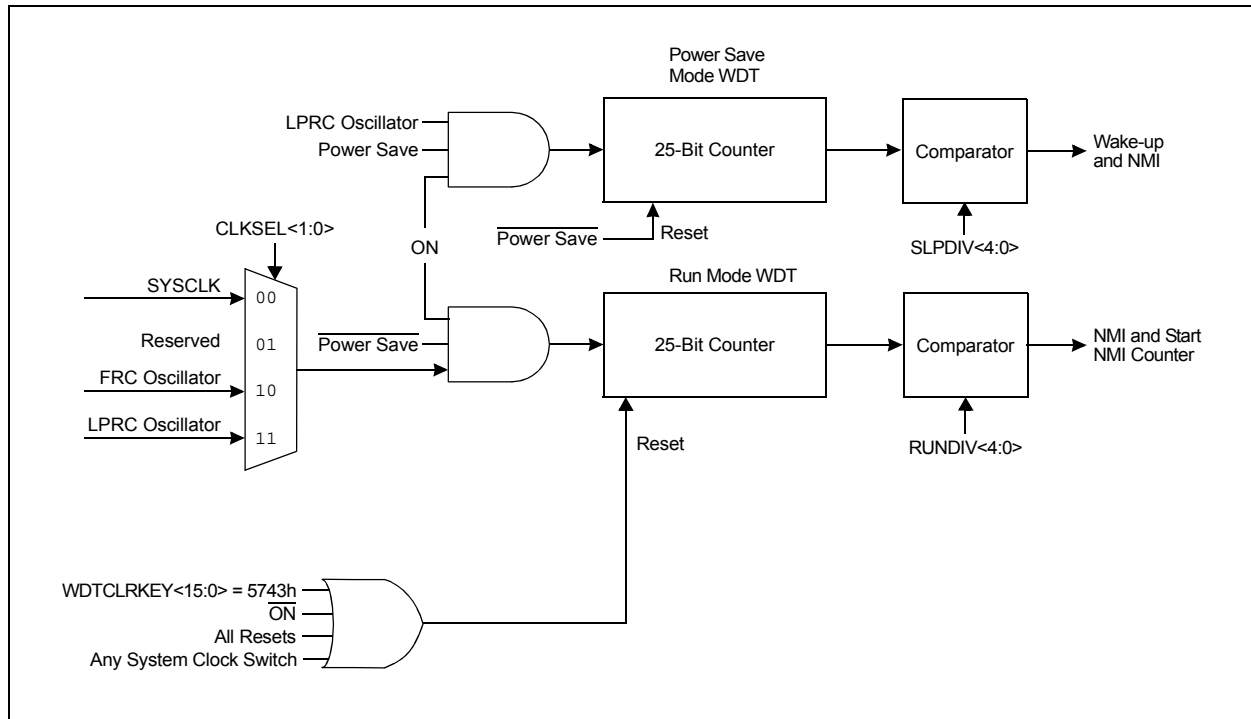 Power Save
Mode WDT
LPRC Oscillator
Power Save
25-Bit Counter
Comparator
Wake-up
and NMI
CLKSEL<1:0>
ON
Power Save
Reset
SLPDIV<4:0>
Run Mode WDT
SYSCLK
00
Reserved
01
Power Save
25-Bit Counter
Comparator
NMI and Start
NMI Counter
FRC Oscillator
10
LPRC Oscillator
11
Reset
RUNDIV<4:0>
WDTCLRKEY<15:0> = 5743h
ON
All Resets
Any System Clock Switch